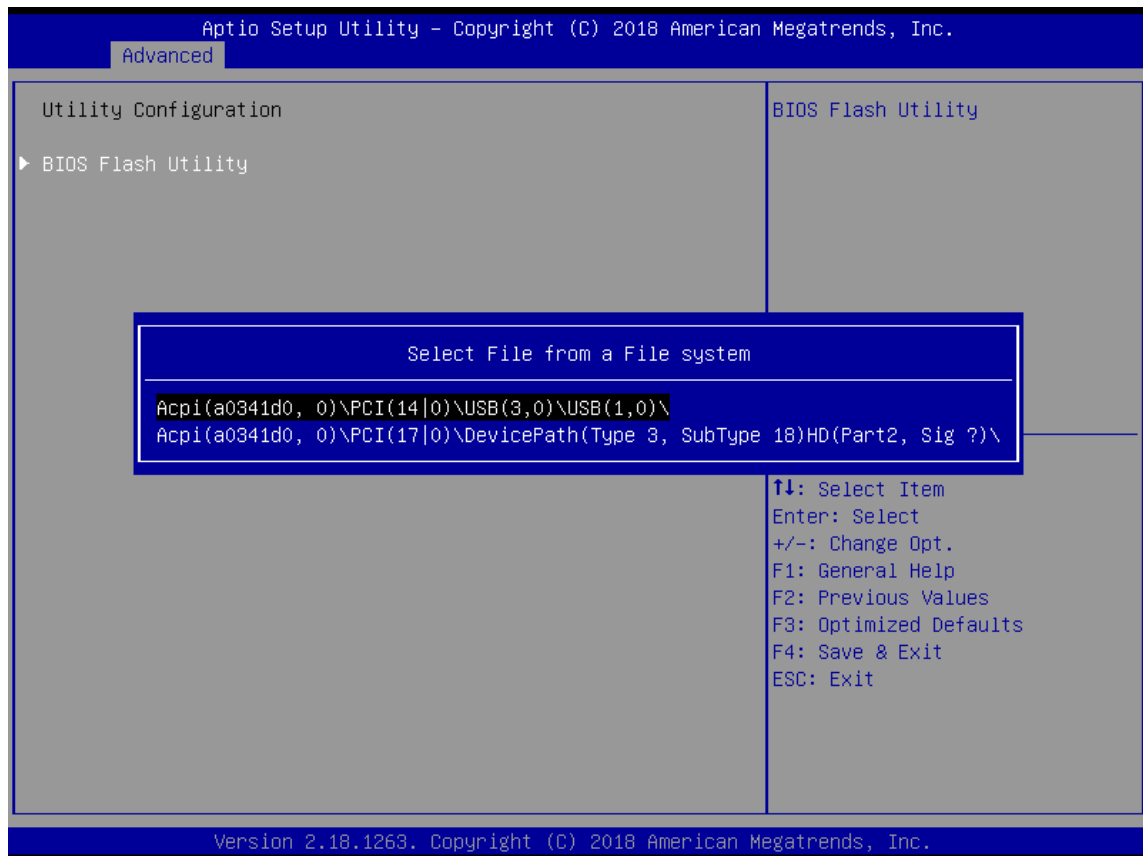 Aptio Setup Utility – Copyright (C) 2018 American Megatrends, Inc.
Advanced
Utility Configuration
BIOS Flash Utility
BIOS Flash Utility
Select File from a File system
Acpi(a0341d0, 0)\PCI(14|0)\USB(3,0)\USB(1,0)\
Acpi(a0341d0, 0)\PCI(17|0)\DevicePath(Type 3, SubType 18)HD(Part2, Sig ?)\
↑↓: Select Item
Enter: Select
+/-: Change Opt.
F1: General Help
F2: Previous Values
F3: Optimized Defaults
F4: Save & Exit
ESC: Exit
Version 2.18.1263. Copyright (C) 2018 American Megatrends, Inc.